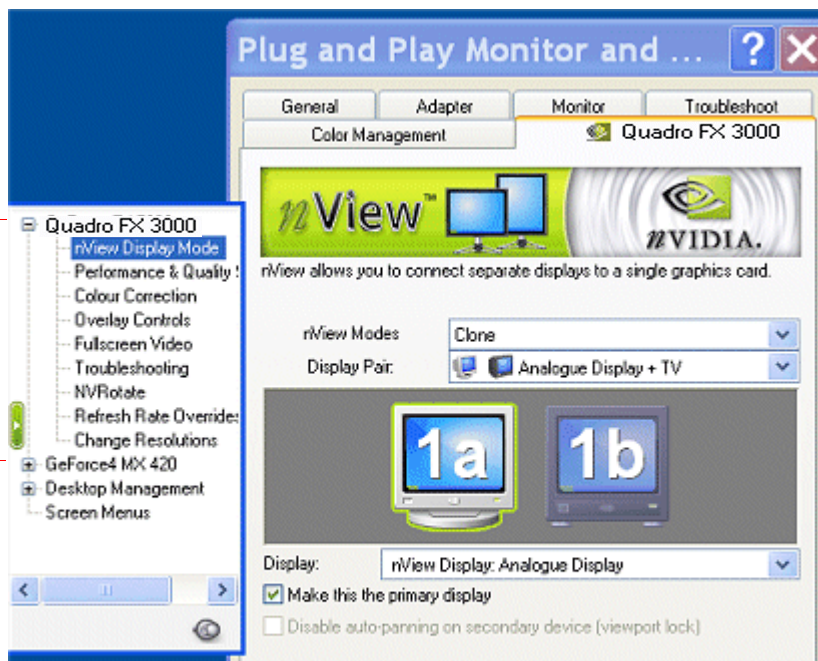 Plug and Play Monitor and ...
General
Adapter
Monitor
Troubleshoot
Color Management
Quadro FX 3000
nView™
nVIDIA.
nView allows you to connect separate displays to a single graphics card.
nView Modes
Clone
Display Pair:
Analogue Display + TV
1a
1b
Display:
nView Display: Analogue Display
Make this the primary display
Disable auto-panning on secondary device (viewport lock)
Quadro FX 3000
nView Display Mode
Performance & Quality S
Colour Correction
Overlay Controls
Fullscreen Video
Troubleshooting
NVRotate
Refresh Rate Overrides
Change Resolutions
GeForce4 MX 420
Desktop Management
Screen Menus